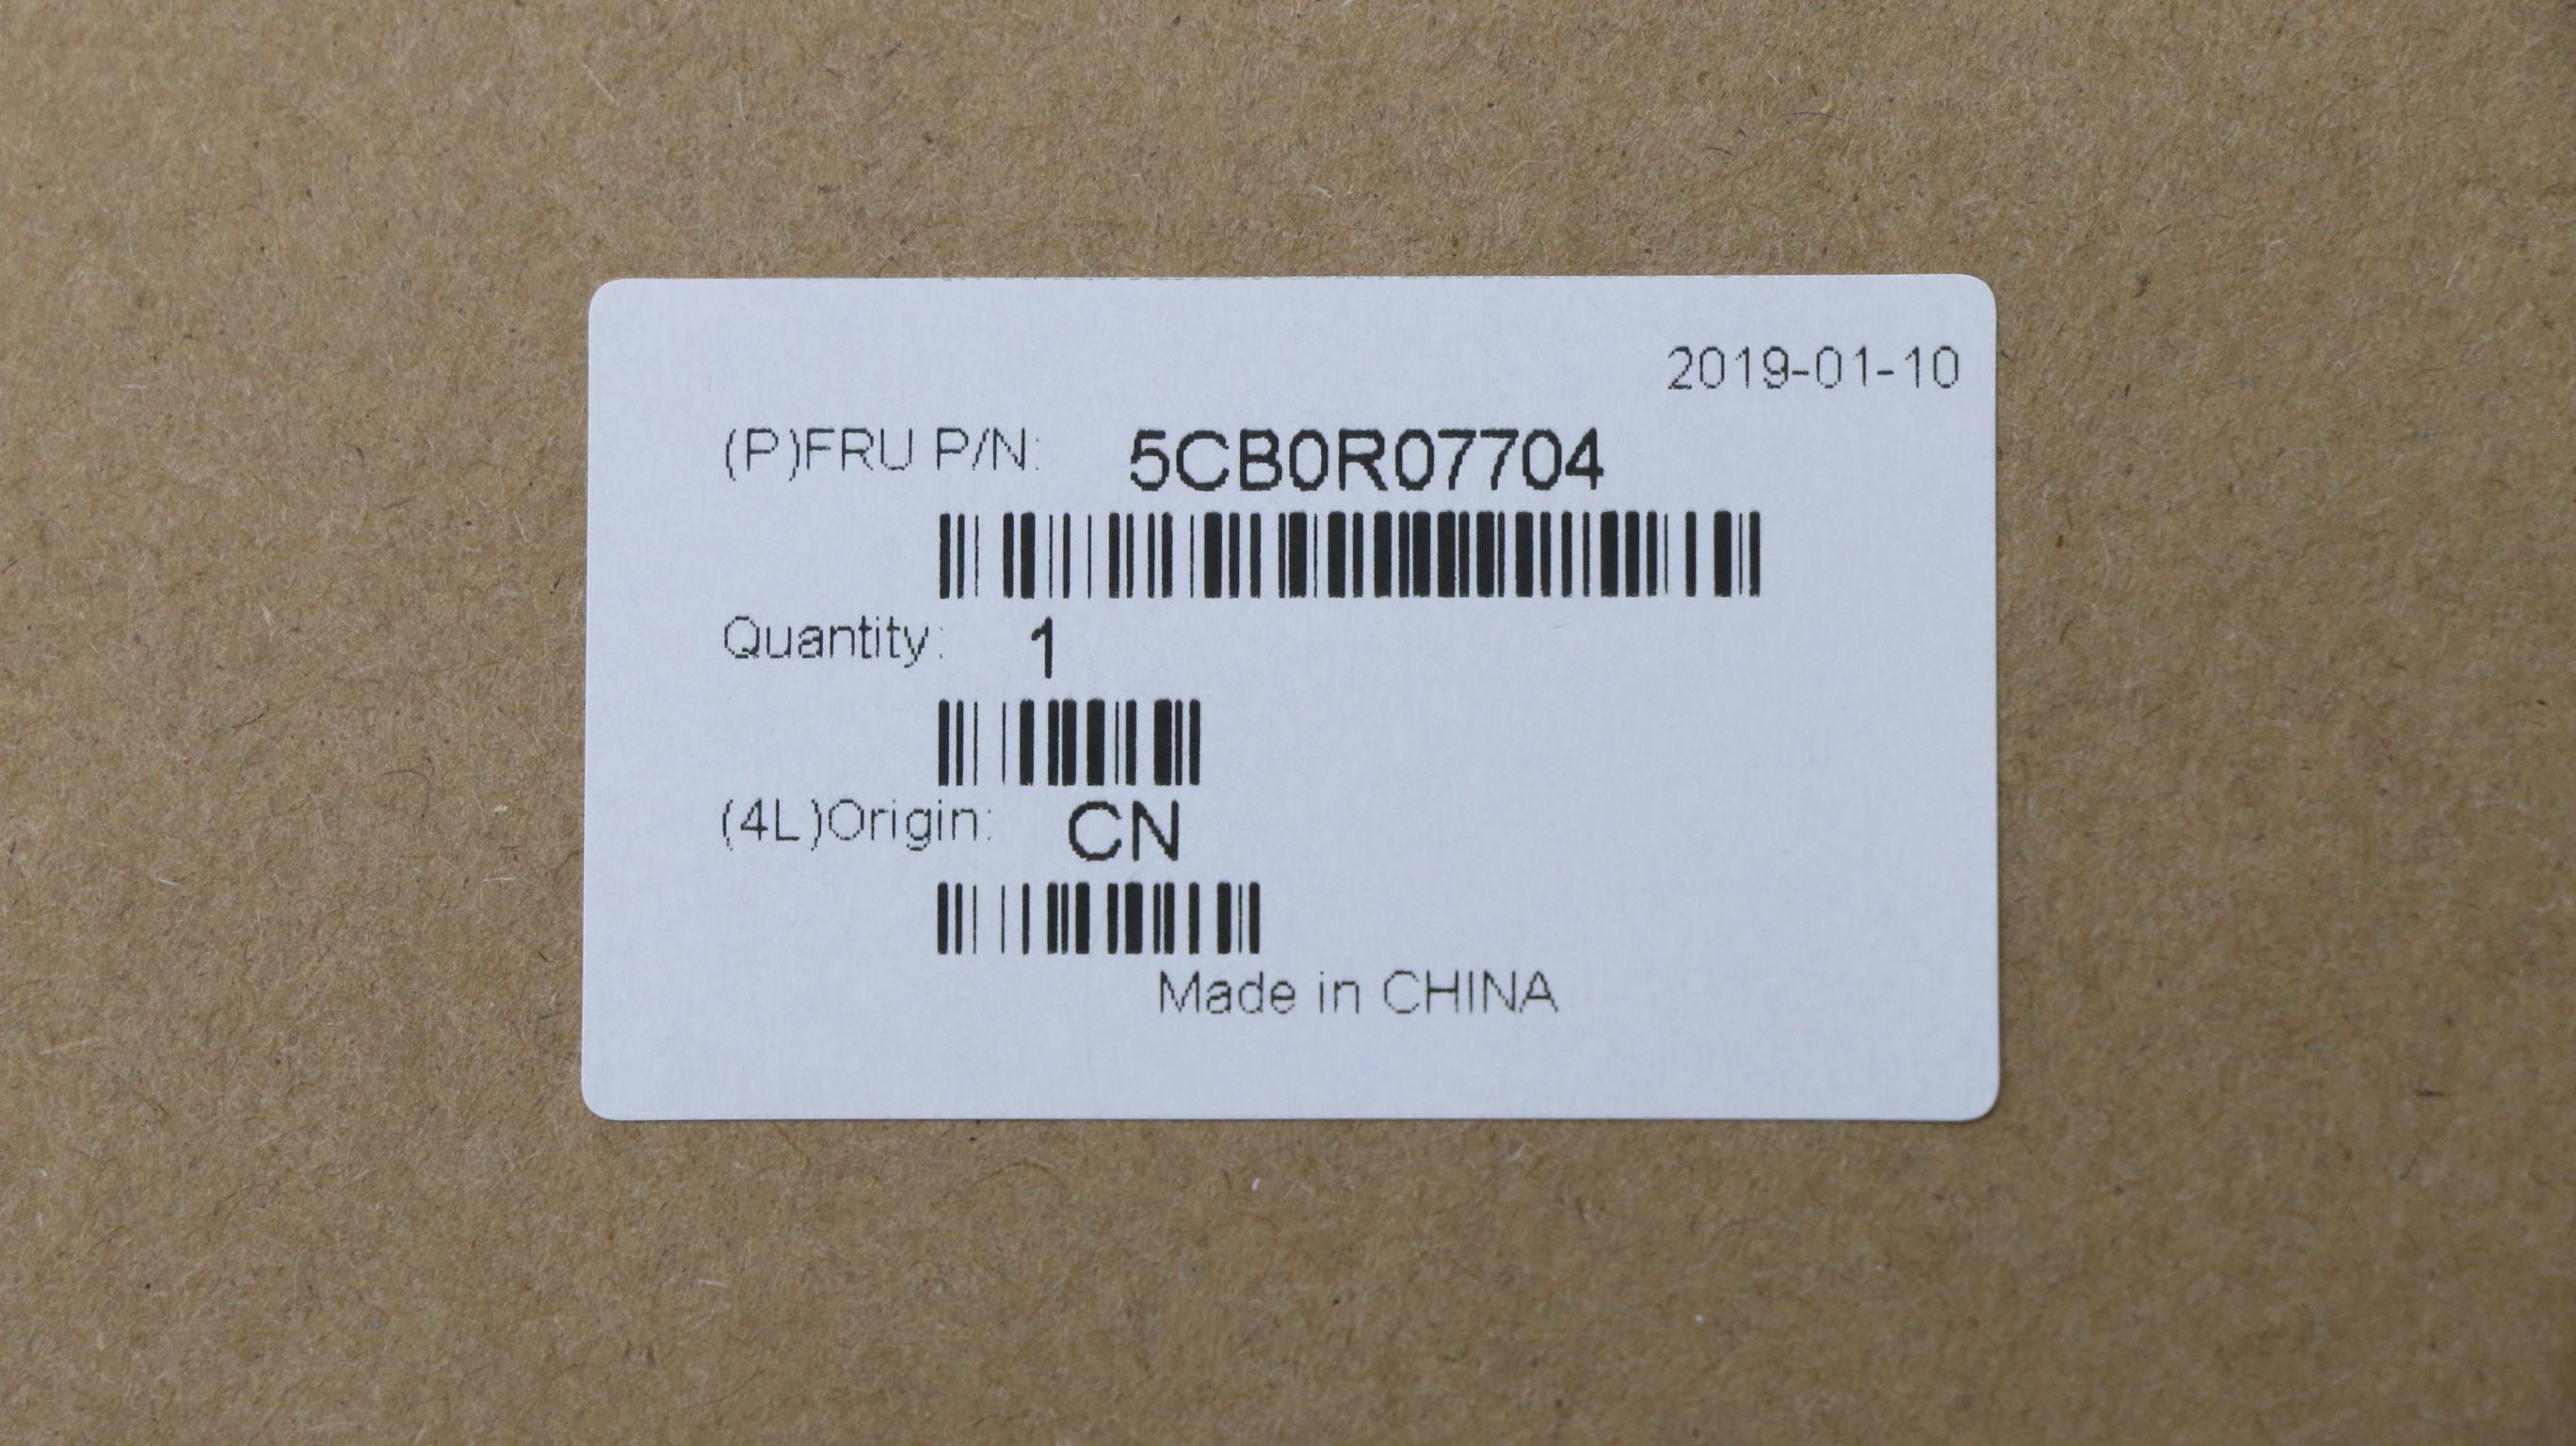 2019-01-10
(P)FRU P/N: 5CB0R07704
Quantity: 1
(4L)Origin: CN
Made in CHINA